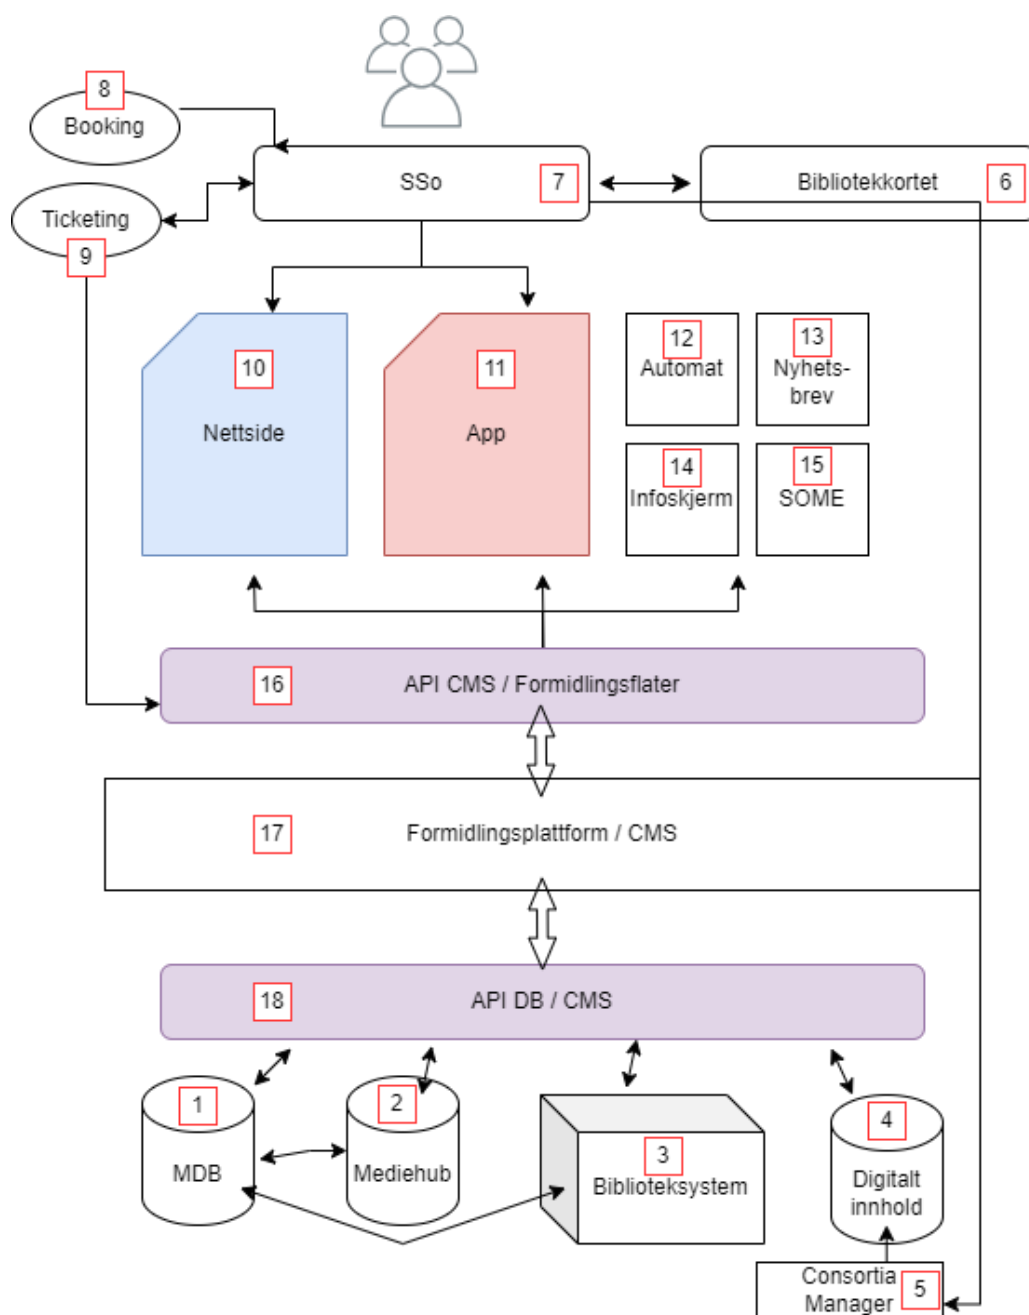 8
Booking
SSo
7
Bibliotekkortet
6
Ticketing
9
10
Nettside
11
App
12
Automat
13
Nyhets-
brev
14
Infoskjerm
15
SOME
16
API CMS / Formidlingsflater
17
Formidlingsplattform / CMS
18
API DB / CMS
1
MDB
2
Mediehub
3
Biblioteksystem
4
Digitalt
innhold
Consortia
Manager
5